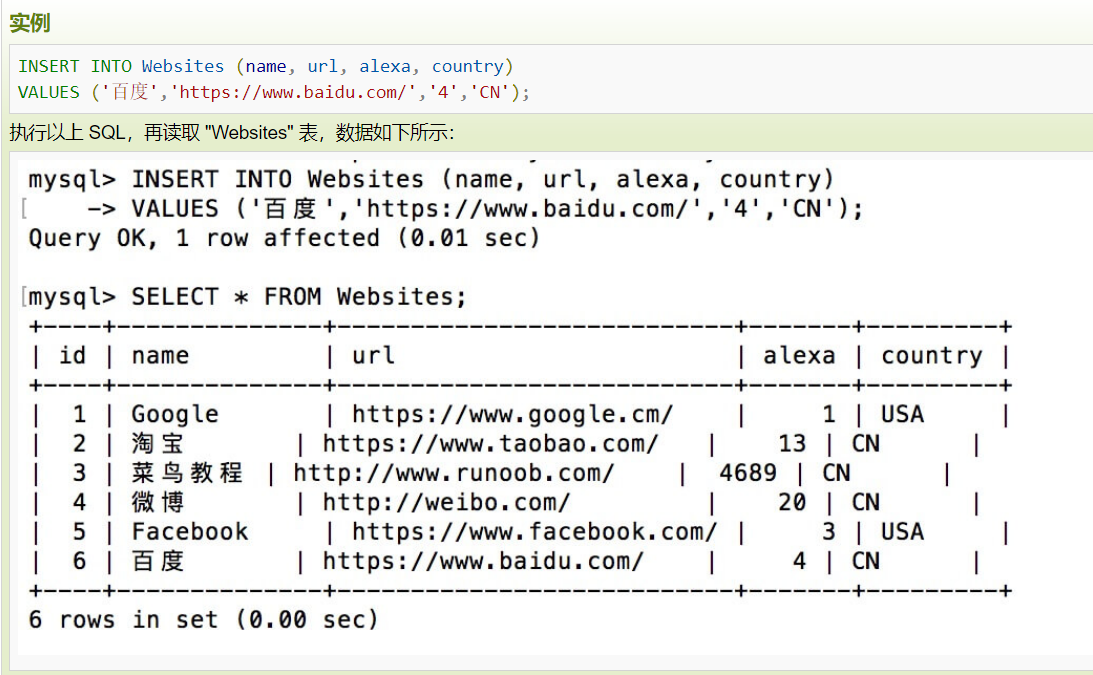 实例
INSERT INTO Websites (name, url, alexa, country)
VALUES ('百度','https://www.baidu.com/','4','CN');
执行以上 SQL，再读取 "Websites" 表，数据如下所示：
mysql> INSERT INTO Websites (name, url, alexa, country)
[    -> VALUES ('百度','https://www.baidu.com/','4','CN');
Query OK, 1 row affected (0.01 sec)
[mysql> SELECT * FROM Websites;
+----+--------------+---------------------------+-------+---------+
| id | name         | url                       | alexa | country |
+----+--------------+---------------------------+-------+---------+
|  1 | Google       | https://www.google.cm/    |     1 | USA     |
|  2 | 淘宝       | https://www.taobao.com/   |    13 | CN      |
|  3 | 菜鸟教程 | http://www.runoob.com/    |  4689 | CN      |
|  4 | 微博       | http://weibo.com/         |    20 | CN      |
|  5 | Facebook     | https://www.facebook.com/ |     3 | USA     |
|  6 | 百度       | https://www.baidu.com/    |     4 | CN      |
+----+--------------+---------------------------+-------+---------+
6 rows in set (0.00 sec)